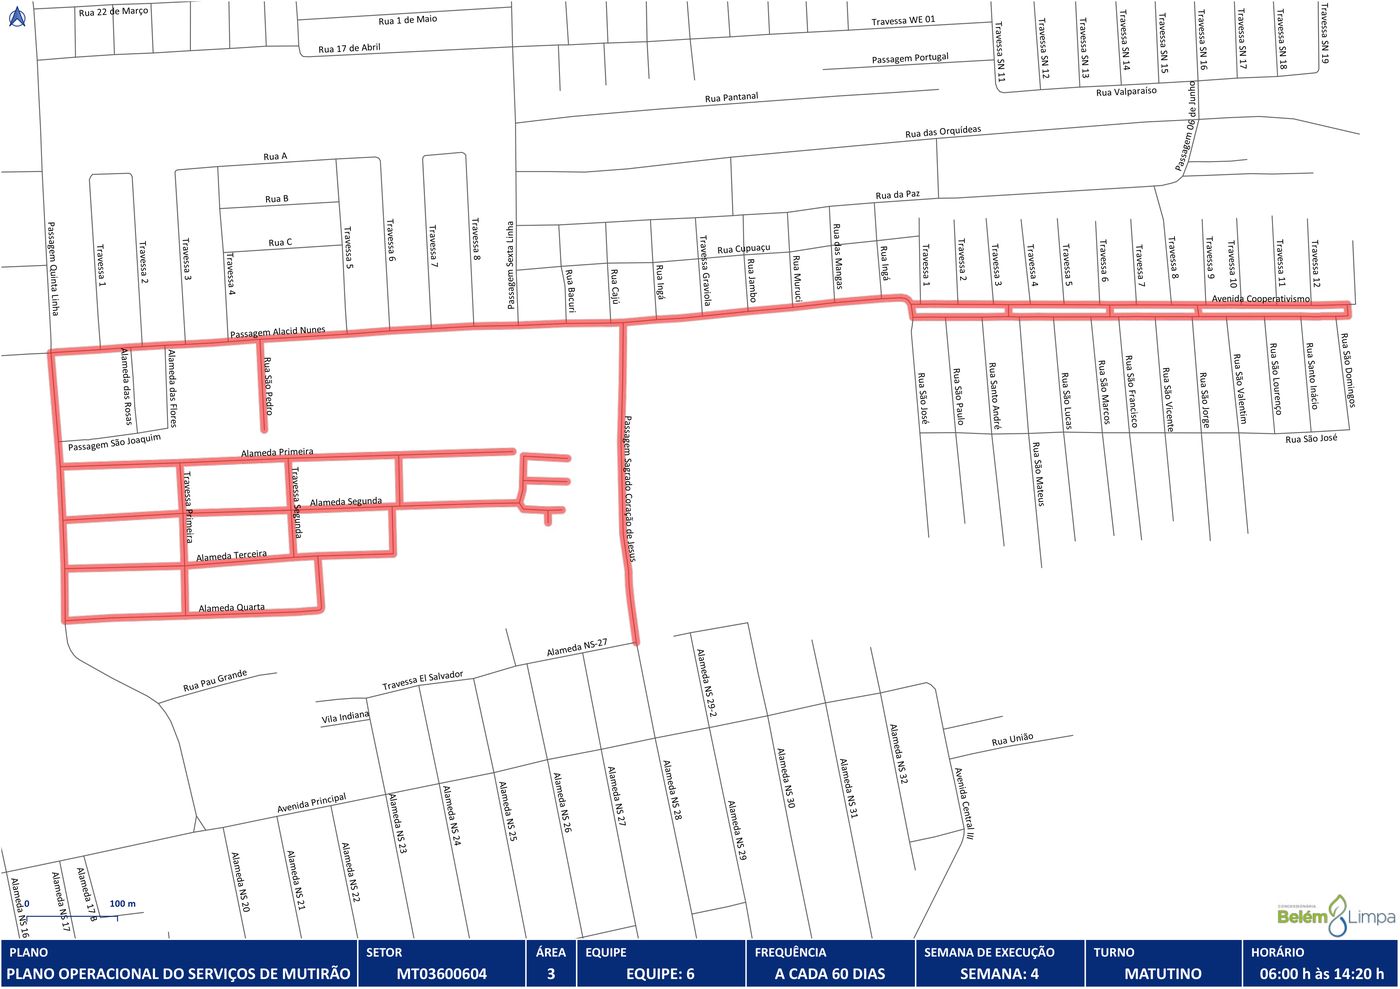 Rua 22 de Março
Rua 1 de Maio
Rua 17 de Abril
Travessa WE 01
Passagem Portugal
Travessa SN 11
Travessa SN 12
Travessa SN 13
Travessa SN 14
Travessa SN 15
Travessa SN 16
Travessa SN 17
Travessa SN 18
Travessa SN 19
Rua Valparaíso
Rua Pantanal
Rua das Orquídeas
Passagem 06 de Junho
Rua A
Rua B
Rua C
Rua da Paz
Passagem Quinta Linha
Travessa 1
Travessa 2
Travessa 3
Travessa 4
Travessa 5
Travessa 6
Travessa 7
Travessa 8
Passagem Sexta Linha
Rua Bacuri
Rua Cajú
Rua Ingá
Travessa Graviola
Rua Cupuaçu
Rua Jambo
Rua Muruci
Rua das Mangas
Rua Ingá
Travessa 1
Travessa 2
Travessa 3
Travessa 4
Travessa 5
Travessa 6
Travessa 7
Travessa 8
Travessa 9
Travessa 10
Travessa 11
Travessa 12
Avenida Cooperativismo
Passagem Alacid Nunes
Alameda das Rosas
Alameda das Flores
Rua São Pedro
Passagem São Joaquim
Rua São José
Rua São Paulo
Rua Santo André
Rua São Mateus
Rua São Lucas
Rua São Marcos
Rua São Francisco
Rua São Vicente
Rua São Jorge
Rua São Valentim
Rua São Lourenço
Rua Santo Inácio
Rua São Domingos
Rua São José
Alameda Primeira
Travessa Primeira
Travessa Segunda
Alameda Segunda
Alameda Terceira
Alameda Quarta
Passagem Sagrado Coração de Jesus
Alameda NS-27
Rua Pau Grande
Travessa El Salvador
Vila Indiana
Alameda NS 29-2
Rua União
Avenida Principal
Alameda NS 16
Alameda NS 17
Alameda 17 B
Alameda NS 20
Alameda NS 21
Alameda NS 22
Alameda NS 23
Alameda NS 24
Alameda NS 25
Alameda NS 26
Alameda NS 27
Alameda NS 28
Alameda NS 29
Alameda NS 30
Alameda NS 31
Alameda NS 32
Avenida Central III
0 100 m
CONCESSIONÁRIA
Belém Limpa
PLANO
PLANO OPERACIONAL DO SERVIÇOS DE MUTIRÃO
SETOR
MT03600604
ÁREA
3
EQUIPE
EQUIPE: 6
FREQUÊNCIA
A CADA 60 DIAS
SEMANA DE EXECUÇÃO
SEMANA: 4
TURNO
MATUTINO
HORÁRIO
06:00 h às 14:20 h